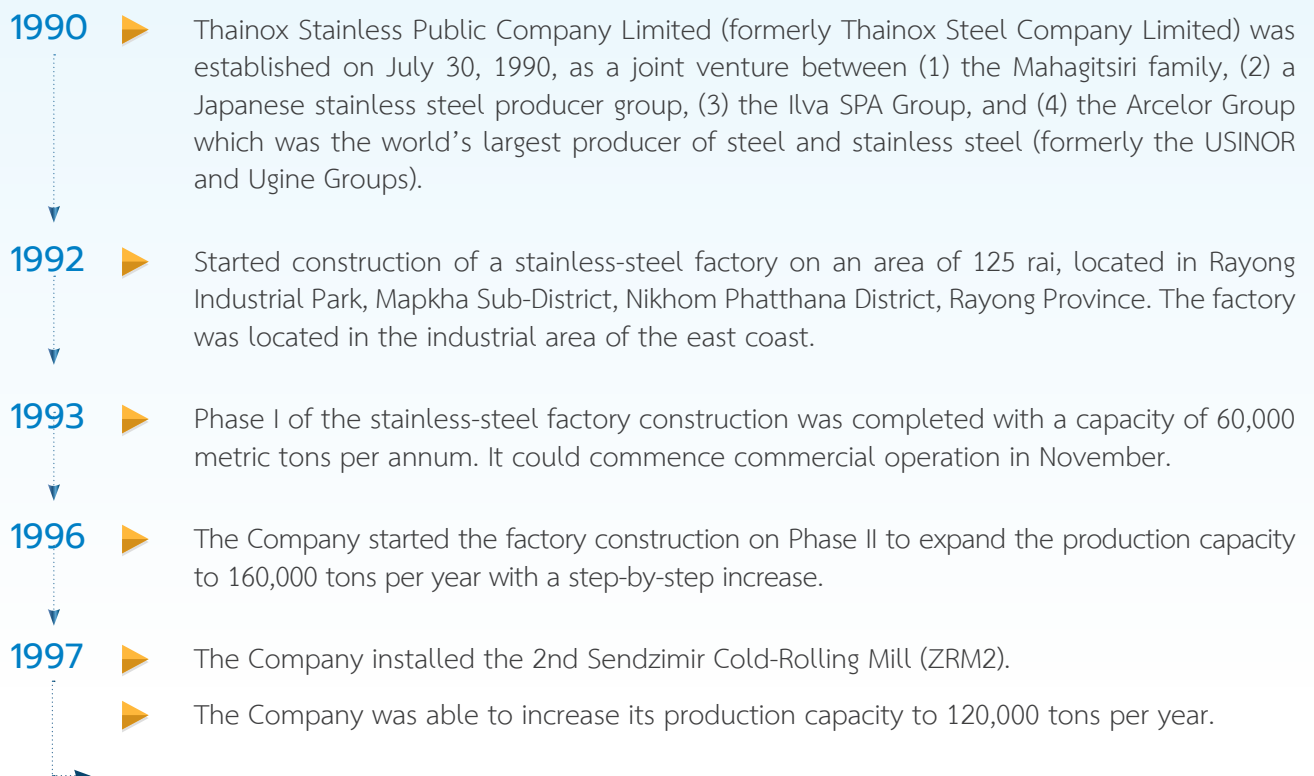 1990
Thainox Stainless Public Company Limited (formerly Thainox Steel Company Limited) was
established on July 30, 1990, as a joint venture between (1) the Mahagitsiri family, (2) a
Japanese stainless steel producer group, (3) the Ilva SPA Group, and (4) the Arcelor Group
which was the world's largest producer of steel and stainless steel (formerly the USINOR
and Ugine Groups).
1992
Started construction of a stainless-steel factory on an area of 125 rai, located in Rayong
Industrial Park, Mapkha Sub-District, Nikhom Phatthana District, Rayong Province. The factory
was located in the industrial area of the east coast.
1993
Phase I of the stainless-steel factory construction was completed with a capacity of 60,000
metric tons per annum. It could commence commercial operation in November.
1996
The Company started the factory construction on Phase II to expand the production capacity
to 160,000 tons per year with a step-by-step increase.
1997
The Company installed the 2nd Sendzimir Cold-Rolling Mill (ZRM2).
The Company was able to increase its production capacity to 120,000 tons per year.